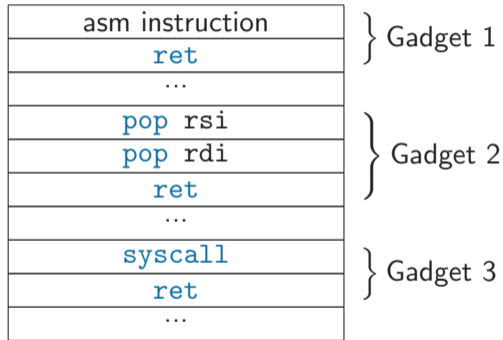 asm instruction
ret
Gadget 1
...
pop rsi
pop rdi
ret
Gadget 2
...
syscall
ret
Gadget 3
...